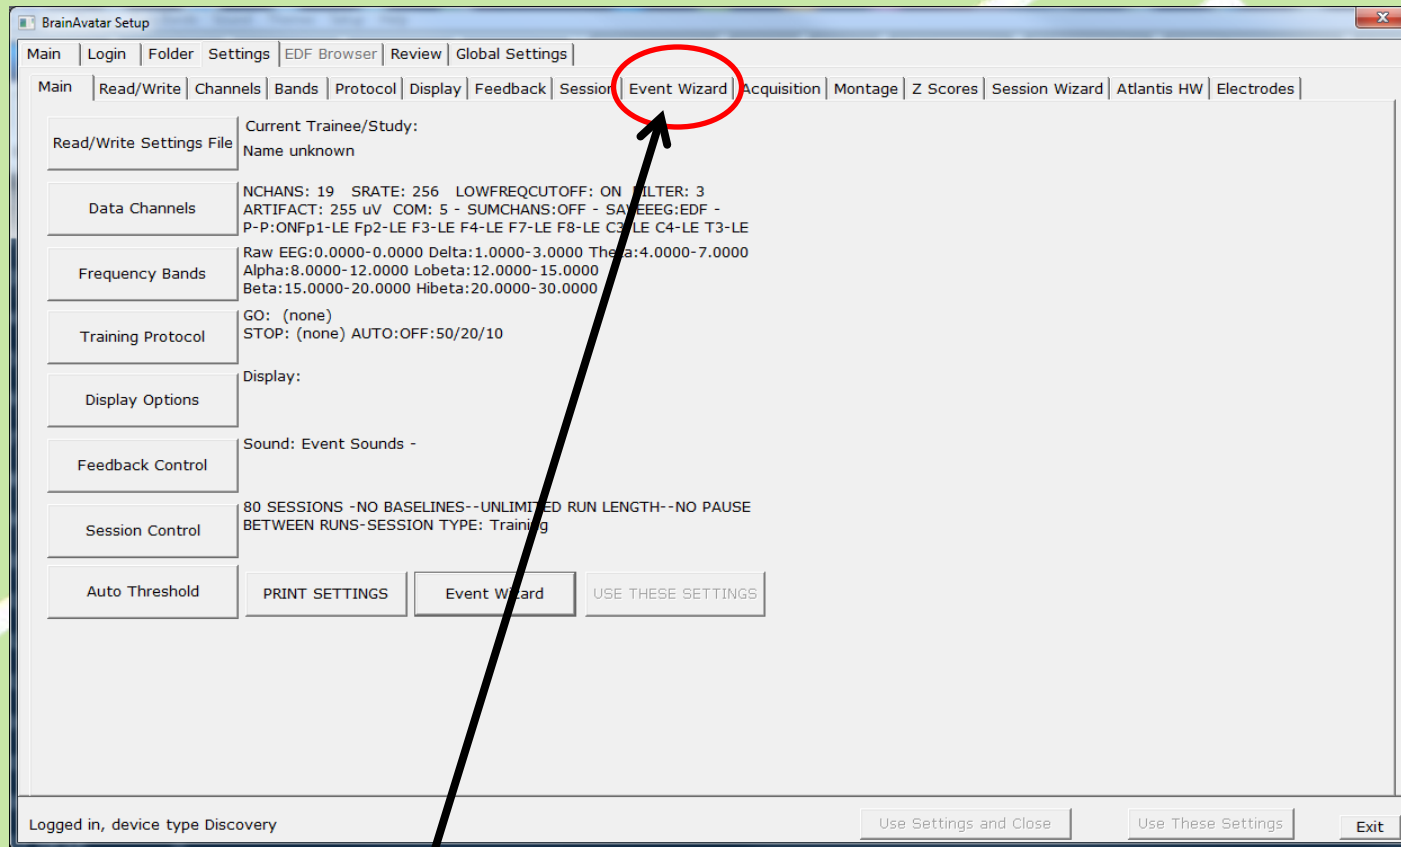 BrainAvatar Setup
Main Login Folder Settings EDF Browser Review Global Settings
Main Read/Write Channels Bands Protocol Display Feedback Session Event Wizard Acquisition Montage Z Scores Session Wizard Atlantis HW Electrodes
Read/Write Settings File
Current Trainee/Study:
Name unknown
Data Channels
NCHANS: 19 SRATE: 256 LOWFREQCUTOFF: ON FILTER: 3
ARTIFACT: 255 uV COM: 5 - SUMCHANS:OFF - SAVEEEG:EDF -
P-P:ONFp1-LE Fp2-LE F3-LE F4-LE F7-LE F8-LE C3-LE C4-LE T3-LE
Frequency Bands
Raw EEG:0.0000-0.0000 Delta:1.0000-3.0000 Theta:4.0000-7.0000
Alpha:8.0000-12.0000 Lobeta:12.0000-15.0000
Beta:15.0000-20.0000 Hibeta:20.0000-30.0000
Training Protocol
GO: (none)
STOP: (none) AUTO:OFF:50/20/10
Display Options
Display:
Feedback Control
Sound: Event Sounds -
Session Control
80 SESSIONS -NO BASELINES--UNLIMITED RUN LENGTH--NO PAUSE
BETWEEN RUNS-SESSION TYPE: Training
Auto Threshold PRINT SETTINGS Event Wizard USE THESE SETTINGS
Logged in, device type Discovery Use Settings and Close Use These Settings Exit